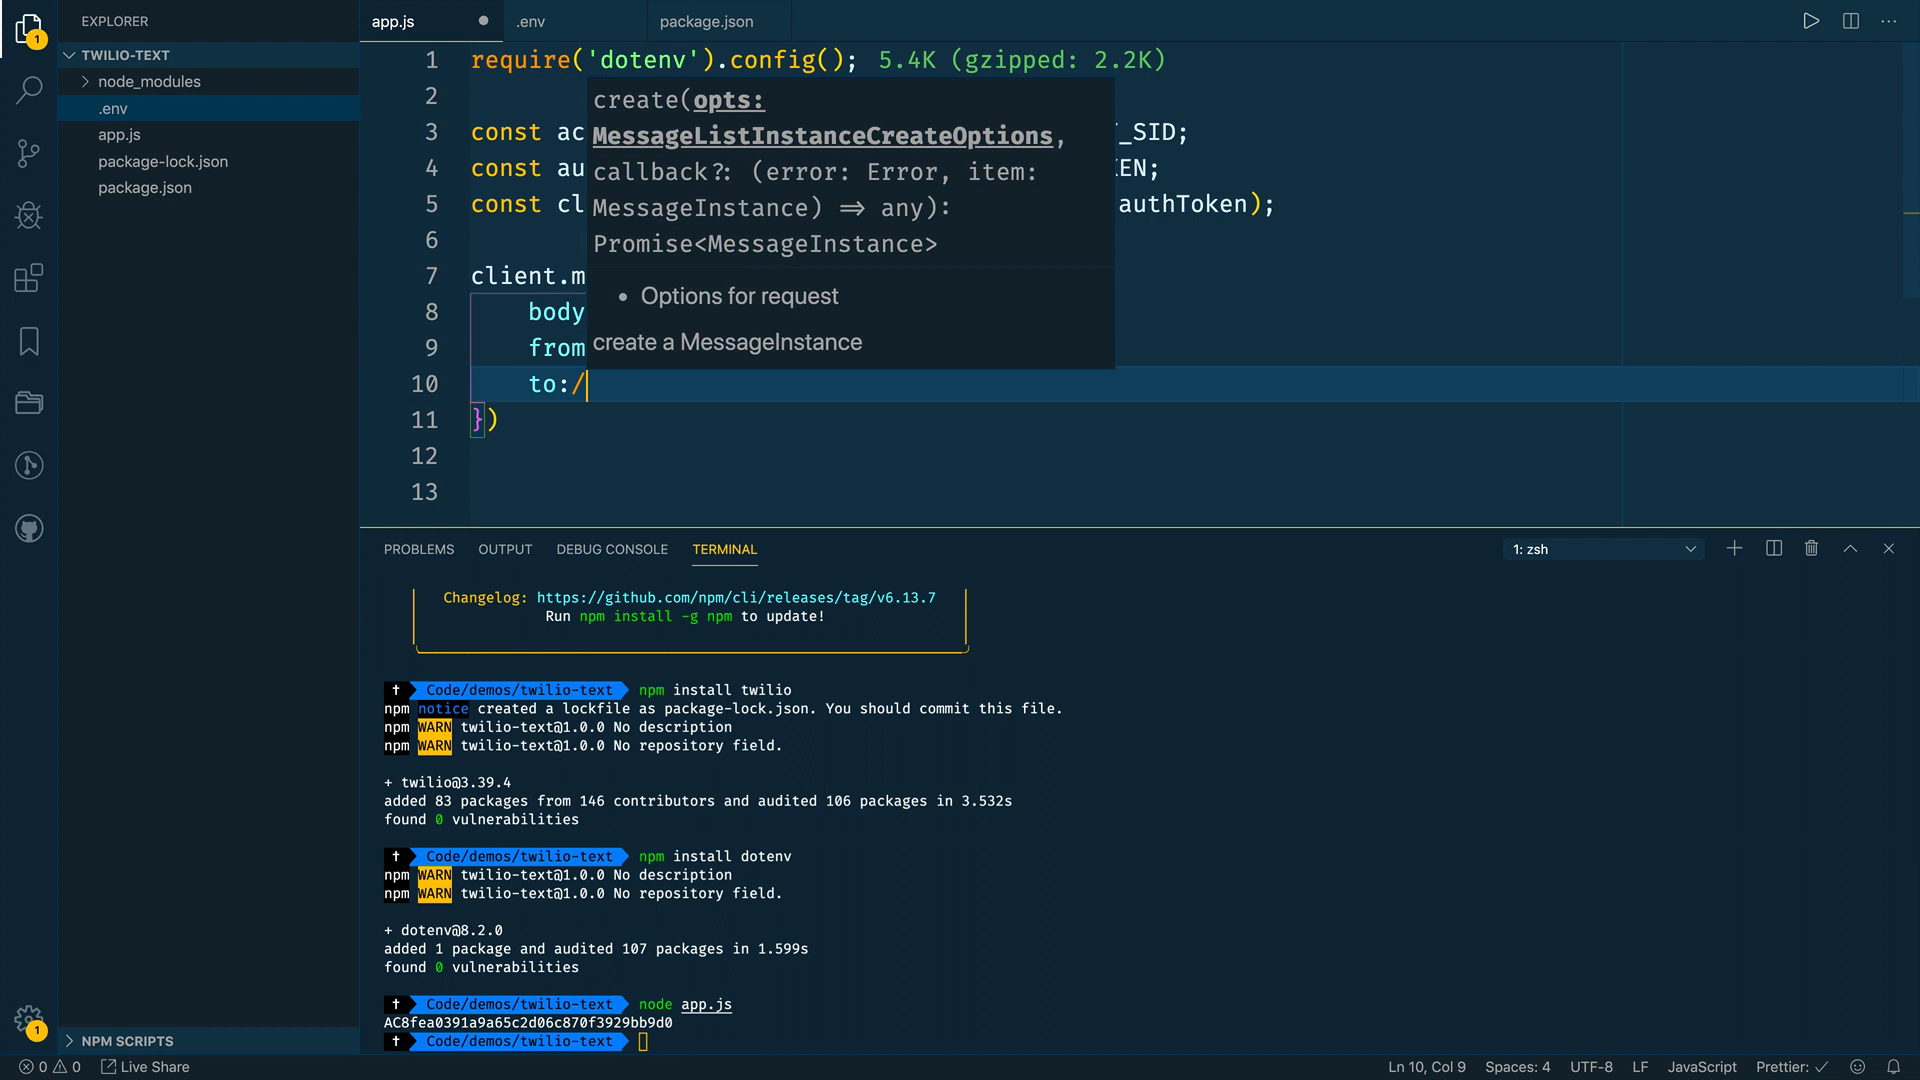 EXPLORER
TWILIO-TEXT
node_modules
.env
app.js
package-lock.json
package.json
NPM SCRIPTS
app.js
.env
package.json
1 require('dotenv').config(); 5.4K (gzipped: 2.2K)
2
3 const ac _SID;
4 const au EN;
5 const cl authToken);
6
7 client.m
8 body
9 from
10 to:/
11 })
12
13
create(opts:
MessageListInstanceCreateOptions,
callback?: (error: Error, item:
MessageInstance) => any):
Promise<MessageInstance>
• Options for request
create a MessageInstance
PROBLEMS OUTPUT DEBUG CONSOLE TERMINAL
1: zsh
Changelog: https://github.com/npm/cli/releases/tag/v6.13.7
Run npm install -g npm to update!
Code/demos/twilio-text npm install twilio
npm notice created a lockfile as package-lock.json. You should commit this file.
npm WARN twilio-text@1.0.0 No description
npm WARN twilio-text@1.0.0 No repository field.
+ twilio@3.39.4
added 83 packages from 146 contributors and audited 106 packages in 3.532s
found 0 vulnerabilities
Code/demos/twilio-text npm install dotenv
npm WARN twilio-text@1.0.0 No description
npm WARN twilio-text@1.0.0 No repository field.
+ dotenv@8.2.0
added 1 package and audited 107 packages in 1.599s
found 0 vulnerabilities
Code/demos/twilio-text node app.js
AC8fea0391a9a65c2d06c870f3929bb9d0
Code/demos/twilio-text
1
1
0 0 Live Share
Ln 10, Col 9 Spaces: 4 UTF-8 LF JavaScript Prettier: ✓